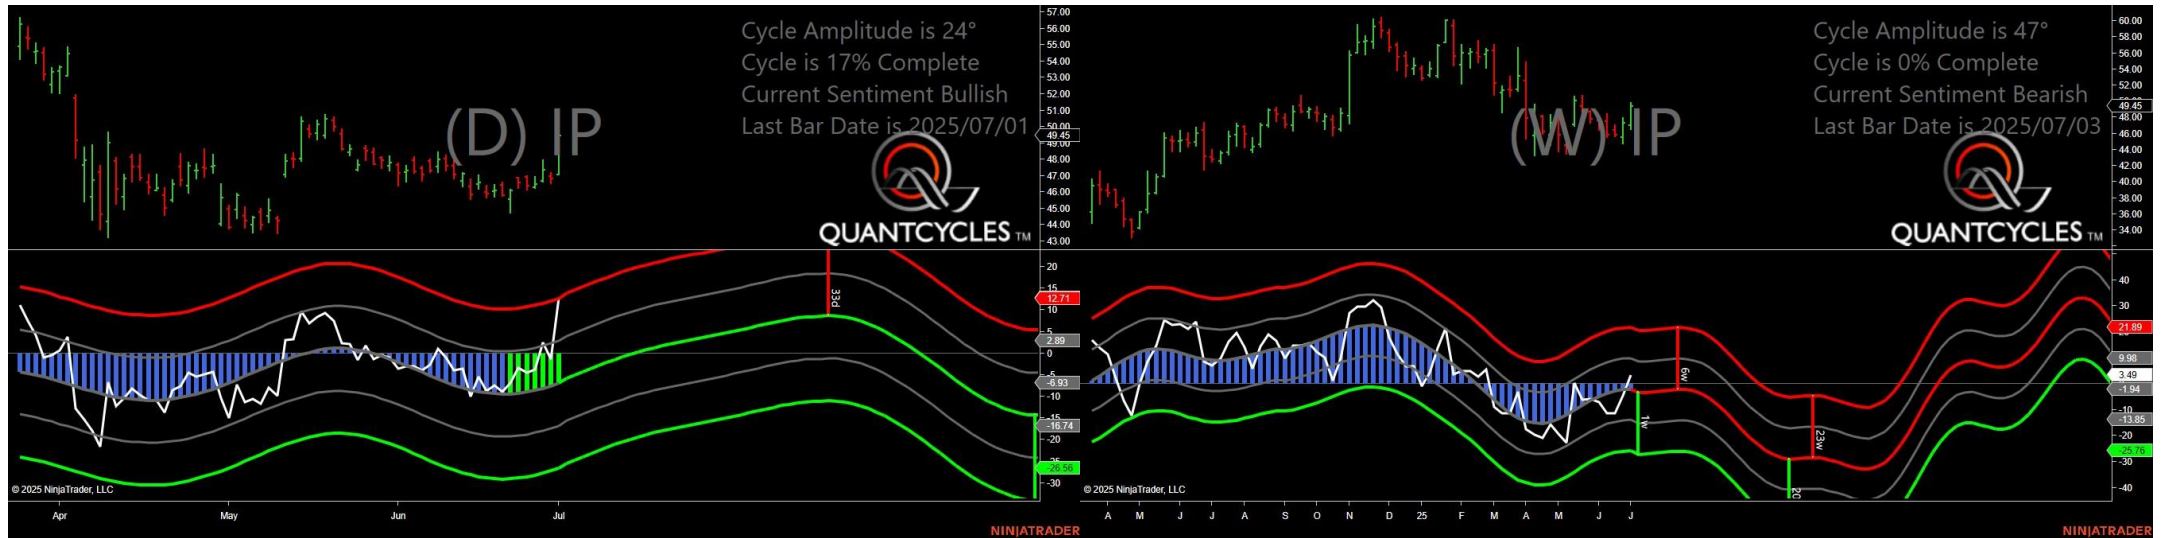 Cycle Amplitude is 24°
Cycle is 17% Complete
Current Sentiment Bullish
Last Bar Date is 2025/07/01
(D) IP
QUANTCYCLES TM
57.00
56.00
55.00
54.00
53.00
52.00
51.00
50.00
49.45
48.00
47.00
46.00
45.00
44.00
43.00
33d
20
15
12.71
10
5
2.89
0
-5
-6.93
-10
-15
-16.74
-20
-26.56
-30
© 2025 NinjaTrader, LLC
Apr
May
Jun
Jul
NINJATRADER
Cycle Amplitude is 47°
Cycle is 0% Complete
Current Sentiment Bearish
Last Bar Date is 2025/07/03
(W) IP
QUANTCYCLES TM
60.00
58.00
56.00
54.00
52.00
49.45
48.00
46.00
44.00
42.00
40.00
38.00
36.00
34.00
6w
1w
23w
20
40
30
21.89
9.98
3.49
-1.94
-10
-13.85
-20
-25.76
-30
-40
© 2025 NinjaTrader, LLC
A M J J A S O N D 25 F M A M J J
NINJATRADER